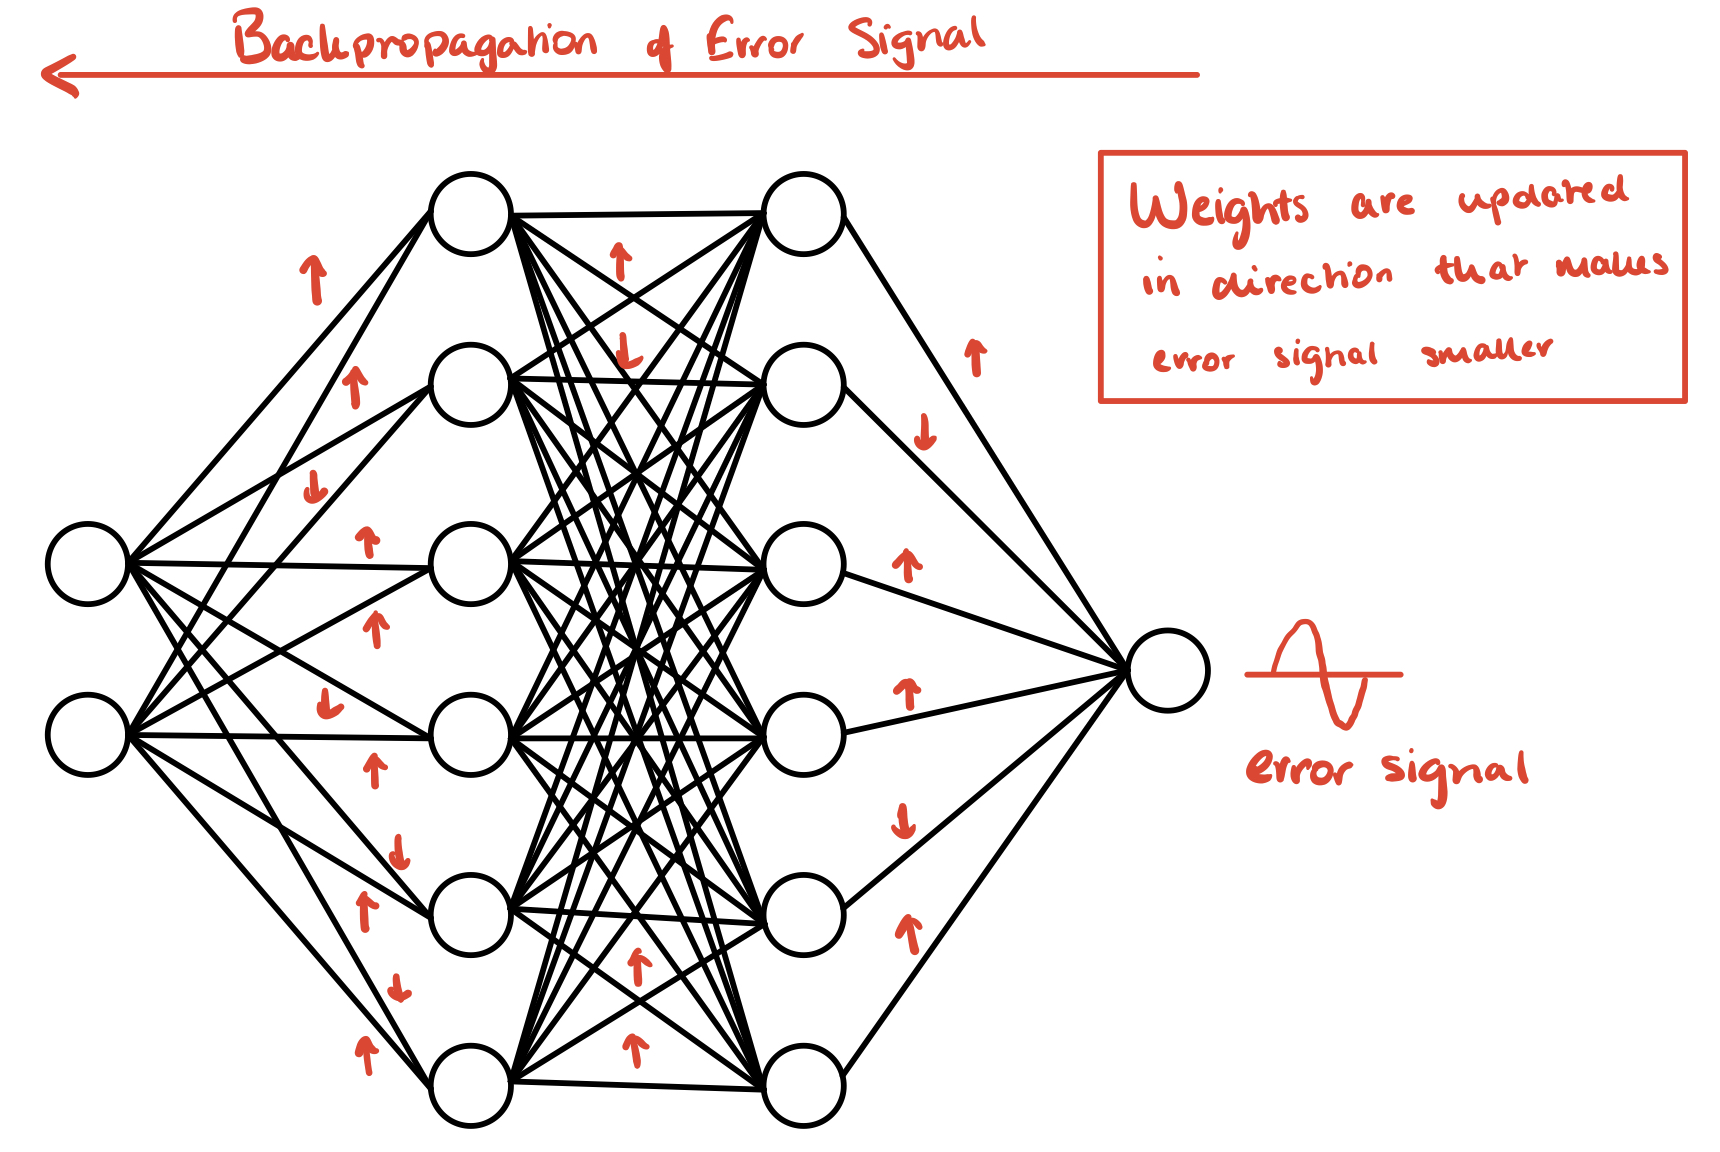 Backpropagation of Error Signal
Weights are updated
in direction that makes
error signal smaller
error signal